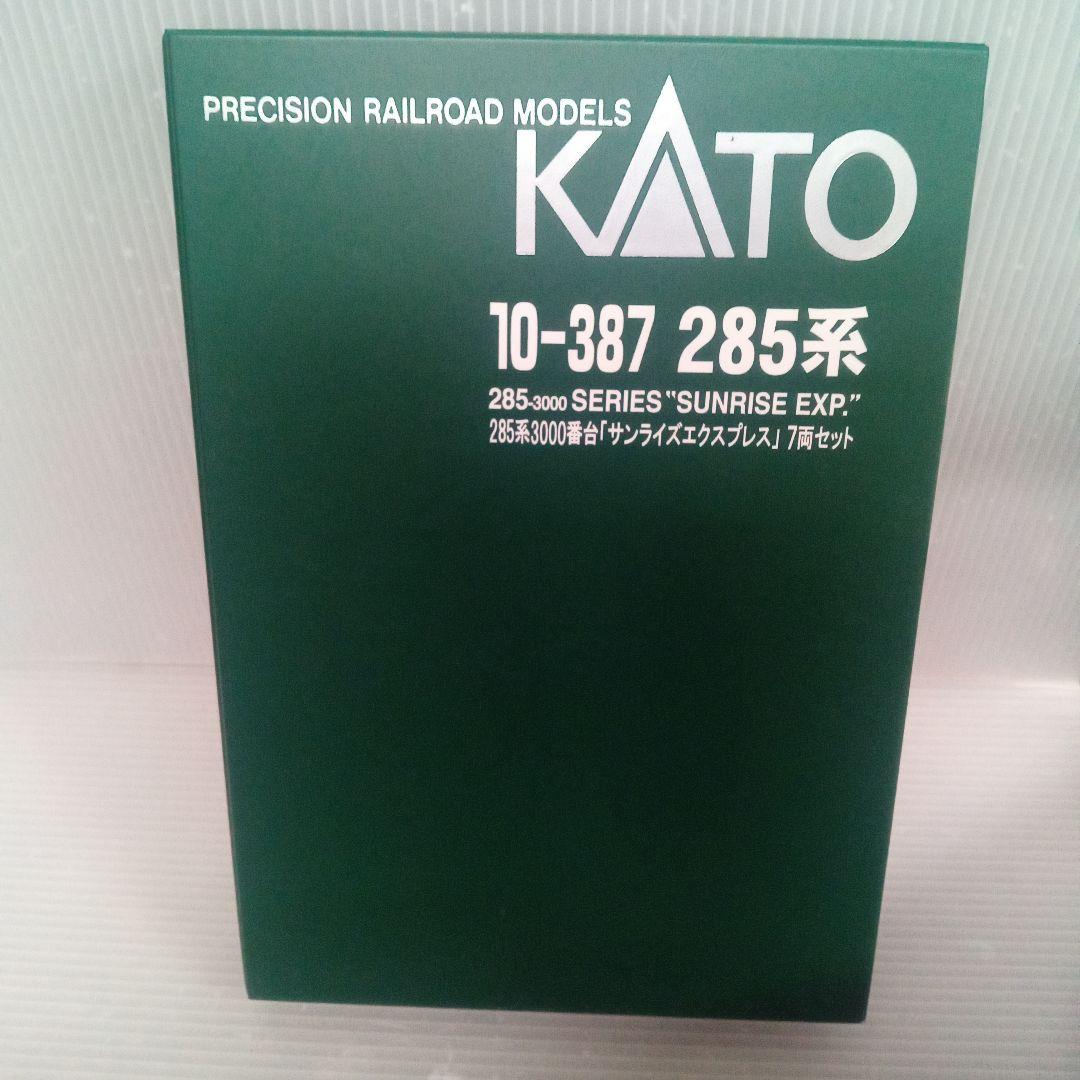 PRECISION RAILROAD MODELS
KATO
10-387 285系
285-3000 SERIES "SUNRISE EXP."
285系3000番台「サンライズエクスプレス」7両セット